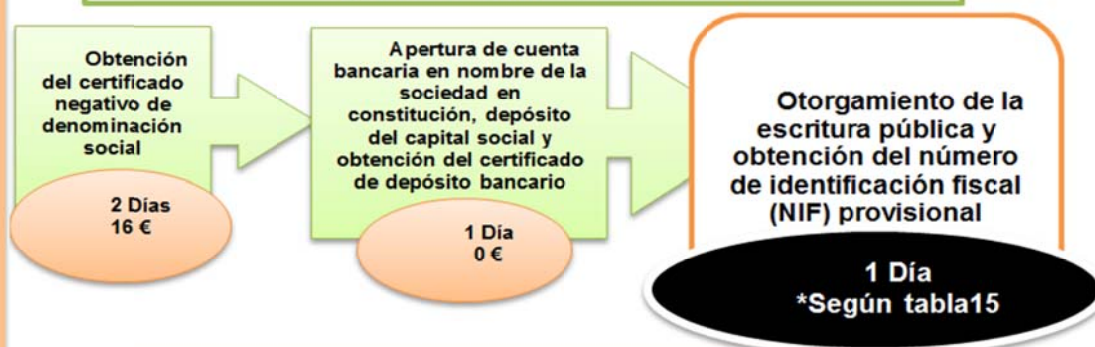 Obtención
del certificado
negativo de
denominación
social
2 Días
16 €
Apertura de cuenta
bancaria en nombre de la
sociedad en
constitución, depósito
del capital social y
obtención del certificado
de depósito bancario
1 Día
0 €
Otorgamiento de la
escritura pública y
obtención del número
de identificación fiscal
(NIF) provisional
1 Día
*Según tabla15